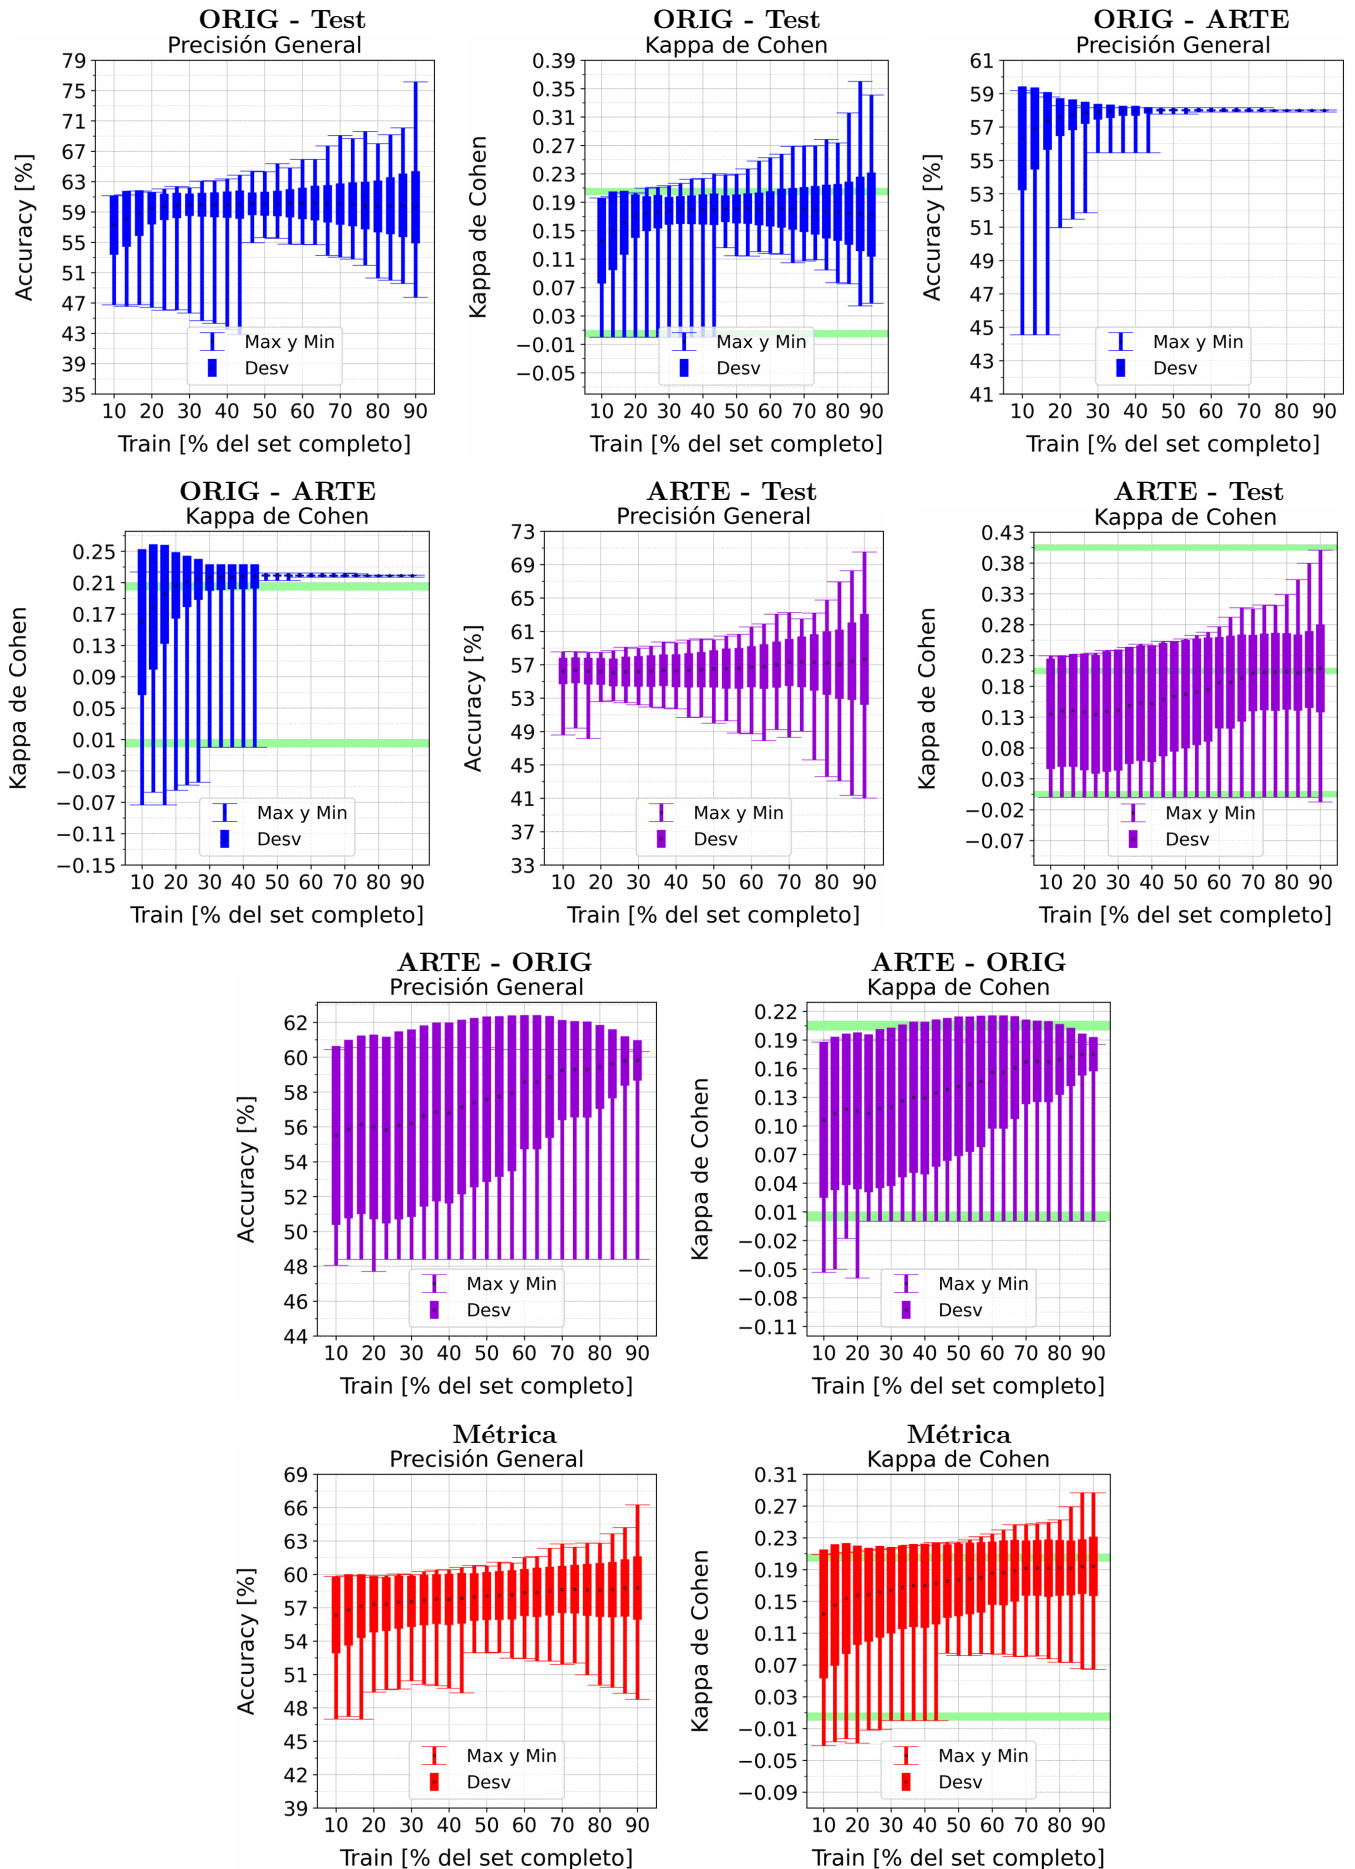 ORIG - Test
Precisión General
79
75
71
67
63
59
55
51
47
43
39
35
Accuracy [%]
Max y Min
Desv
10 20 30 40 50 60 70 80 90
Train [% del set completo]
ORIG - Test
Kappa de Cohen
0.39
0.35
0.31
0.27
0.23
0.19
0.15
0.11
0.07
0.03
−0.01
−0.05
Kappa de Cohen
Max y Min
Desv
10 20 30 40 50 60 70 80 90
Train [% del set completo]
ORIG - ARTE
Precisión General
61
59
57
55
53
51
49
47
45
43
41
Accuracy [%]
Max y Min
Desv
10 20 30 40 50 60 70 80 90
Train [% del set completo]
ORIG - ARTE
Kappa de Cohen
0.25
0.21
0.17
0.13
0.09
0.05
0.01
−0.03
−0.07
−0.11
−0.15
Kappa de Cohen
Max y Min
Desv
10 20 30 40 50 60 70 80 90
Train [% del set completo]
ARTE - Test
Precisión General
73
69
65
61
57
53
49
45
41
37
33
Accuracy [%]
Max y Min
Desv
10 20 30 40 50 60 70 80 90
Train [% del set completo]
ARTE - Test
Kappa de Cohen
0.43
0.38
0.33
0.28
0.23
0.18
0.13
0.08
0.03
−0.02
−0.07
Kappa de Cohen
Max y Min
Desv
10 20 30 40 50 60 70 80 90
Train [% del set completo]
ARTE - ORIG
Precisión General
62
60
58
56
54
52
50
48
46
44
Accuracy [%]
Max y Min
Desv
10 20 30 40 50 60 70 80 90
Train [% del set completo]
ARTE - ORIG
Kappa de Cohen
0.22
0.19
0.16
0.13
0.10
0.07
0.04
0.01
−0.02
−0.05
−0.08
−0.11
Kappa de Cohen
Max y Min
Desv
10 20 30 40 50 60 70 80 90
Train [% del set completo]
Métrica
Precisión General
69
66
63
60
57
54
51
48
45
42
39
Accuracy [%]
Max y Min
Desv
10 20 30 40 50 60 70 80 90
Train [% del set completo]
Métrica
Kappa de Cohen
0.31
0.27
0.23
0.19
0.15
0.11
0.07
0.03
−0.01
−0.05
−0.09
Kappa de Cohen
Max y Min
Desv
10 20 30 40 50 60 70 80 90
Train [% del set completo]